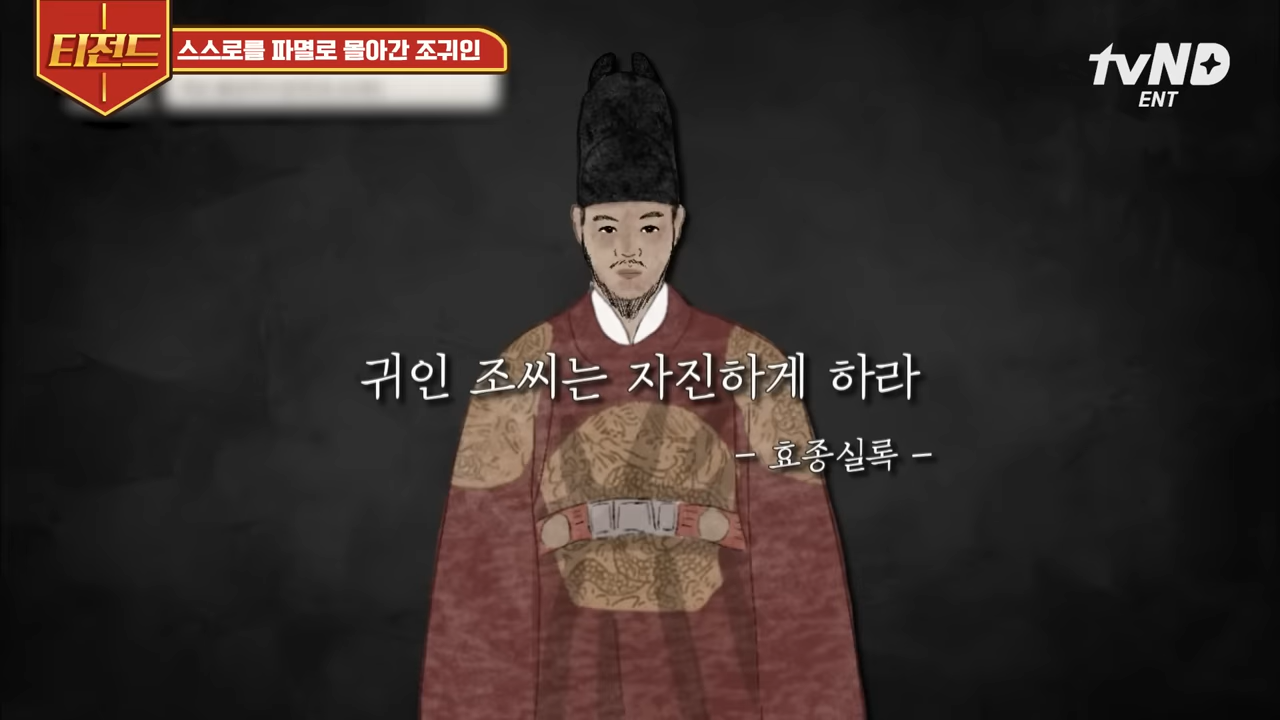 티전드
스스로를 파멸로 몰아간 조귀인
tvND
ENT
귀인 조씨는 자진하게 하라
- 효종실록 -